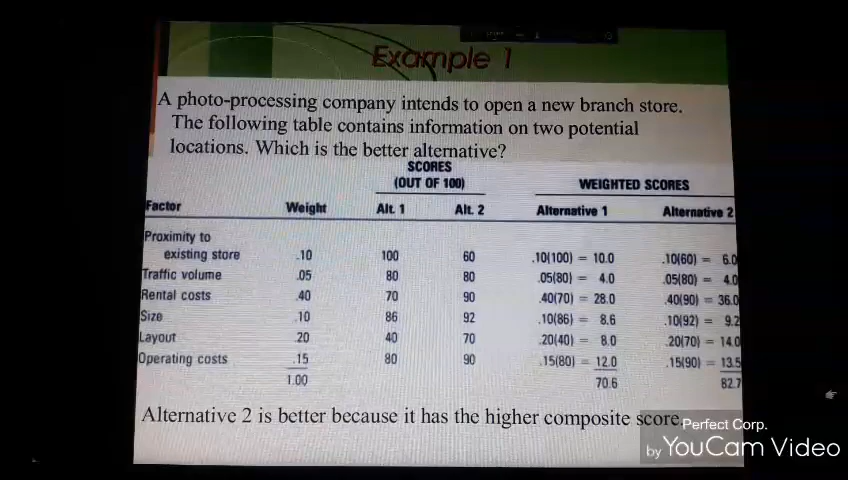 Example 1
A photo-processing company intends to open a new branch store.
The following table contains information on two potential
locations. Which is the better alternative?
SCORES
(OUT OF 100) WEIGHTED SCORES
Factor Weight Alt. 1 Alt. 2 Alternative 1 Alternative 2
Proximity to
existing store .10 100 60 .10(100) = 10.0 .10(60) = 6.0
Traffic volume .05 80 80 .05(80) = 4.0 .05(80) = 4.0
Rental costs .40 70 90 .40(70) = 28.0 .40(90) = 36.0
Size .10 86 92 .10(86) = 8.6 .10(92) = 9.2
Layout .20 40 70 .20(40) = 8.0 .20(70) = 14.0
Operating costs .15 80 90 .15(80) = 12.0 .15(90) = 13.5
1.00 70.6 82.7
Alternative 2 is better because it has the higher composite score.
Perfect Corp.
by YouCam Video